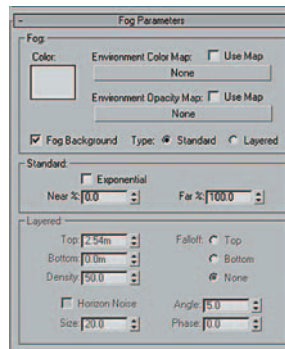 - Fog Parameters
Fog:
Color: Environment Color Map: Use Map
None
Environment Opacity Map: Use Map
None
Fog Background Type: Standard Layered
Standard:
Exponential
Near %: 0.0 Far %: 100.0
Layered:
Top: 2.54m Falloff: Top
Bottom: 0.0m Bottom
Density: 50.0 None
Horizon Noise Angle: 5.0
Size: 20.0 Phase: 0.0